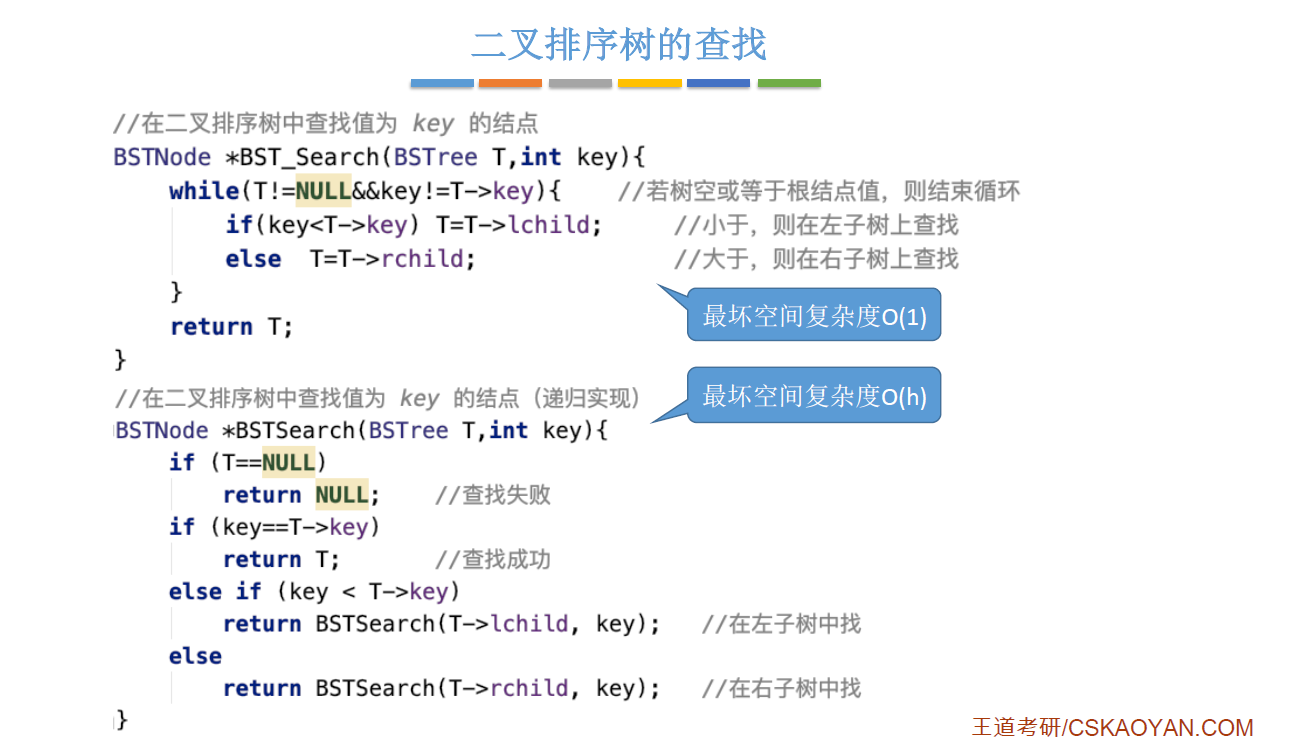 二叉排序树的查找
//在二叉排序树中查找值为 key 的结点
BSTNode *BST_Search(BSTree T,int key){
while(T!=NULL&&key!=T->key){ //若树空或等于根结点值，则结束循环
if(key<T->key) T=T->lchild; //小于，则在左子树上查找
else T=T->rchild; //大于，则在右子树上查找
}
最坏空间复杂度O(1)
return T;
}
//在二叉排序树中查找值为 key 的结点（递归实现）
最坏空间复杂度O(h)
BSTNode *BSTSearch(BSTree T,int key){
if (T==NULL)
return NULL; //查找失败
if (key==T->key)
return T; //查找成功
else if (key < T->key)
return BSTSearch(T->lchild, key); //在左子树中找
else
return BSTSearch(T->rchild, key); //在右子树中找
}
王道考研/CSKAOYAN.COM